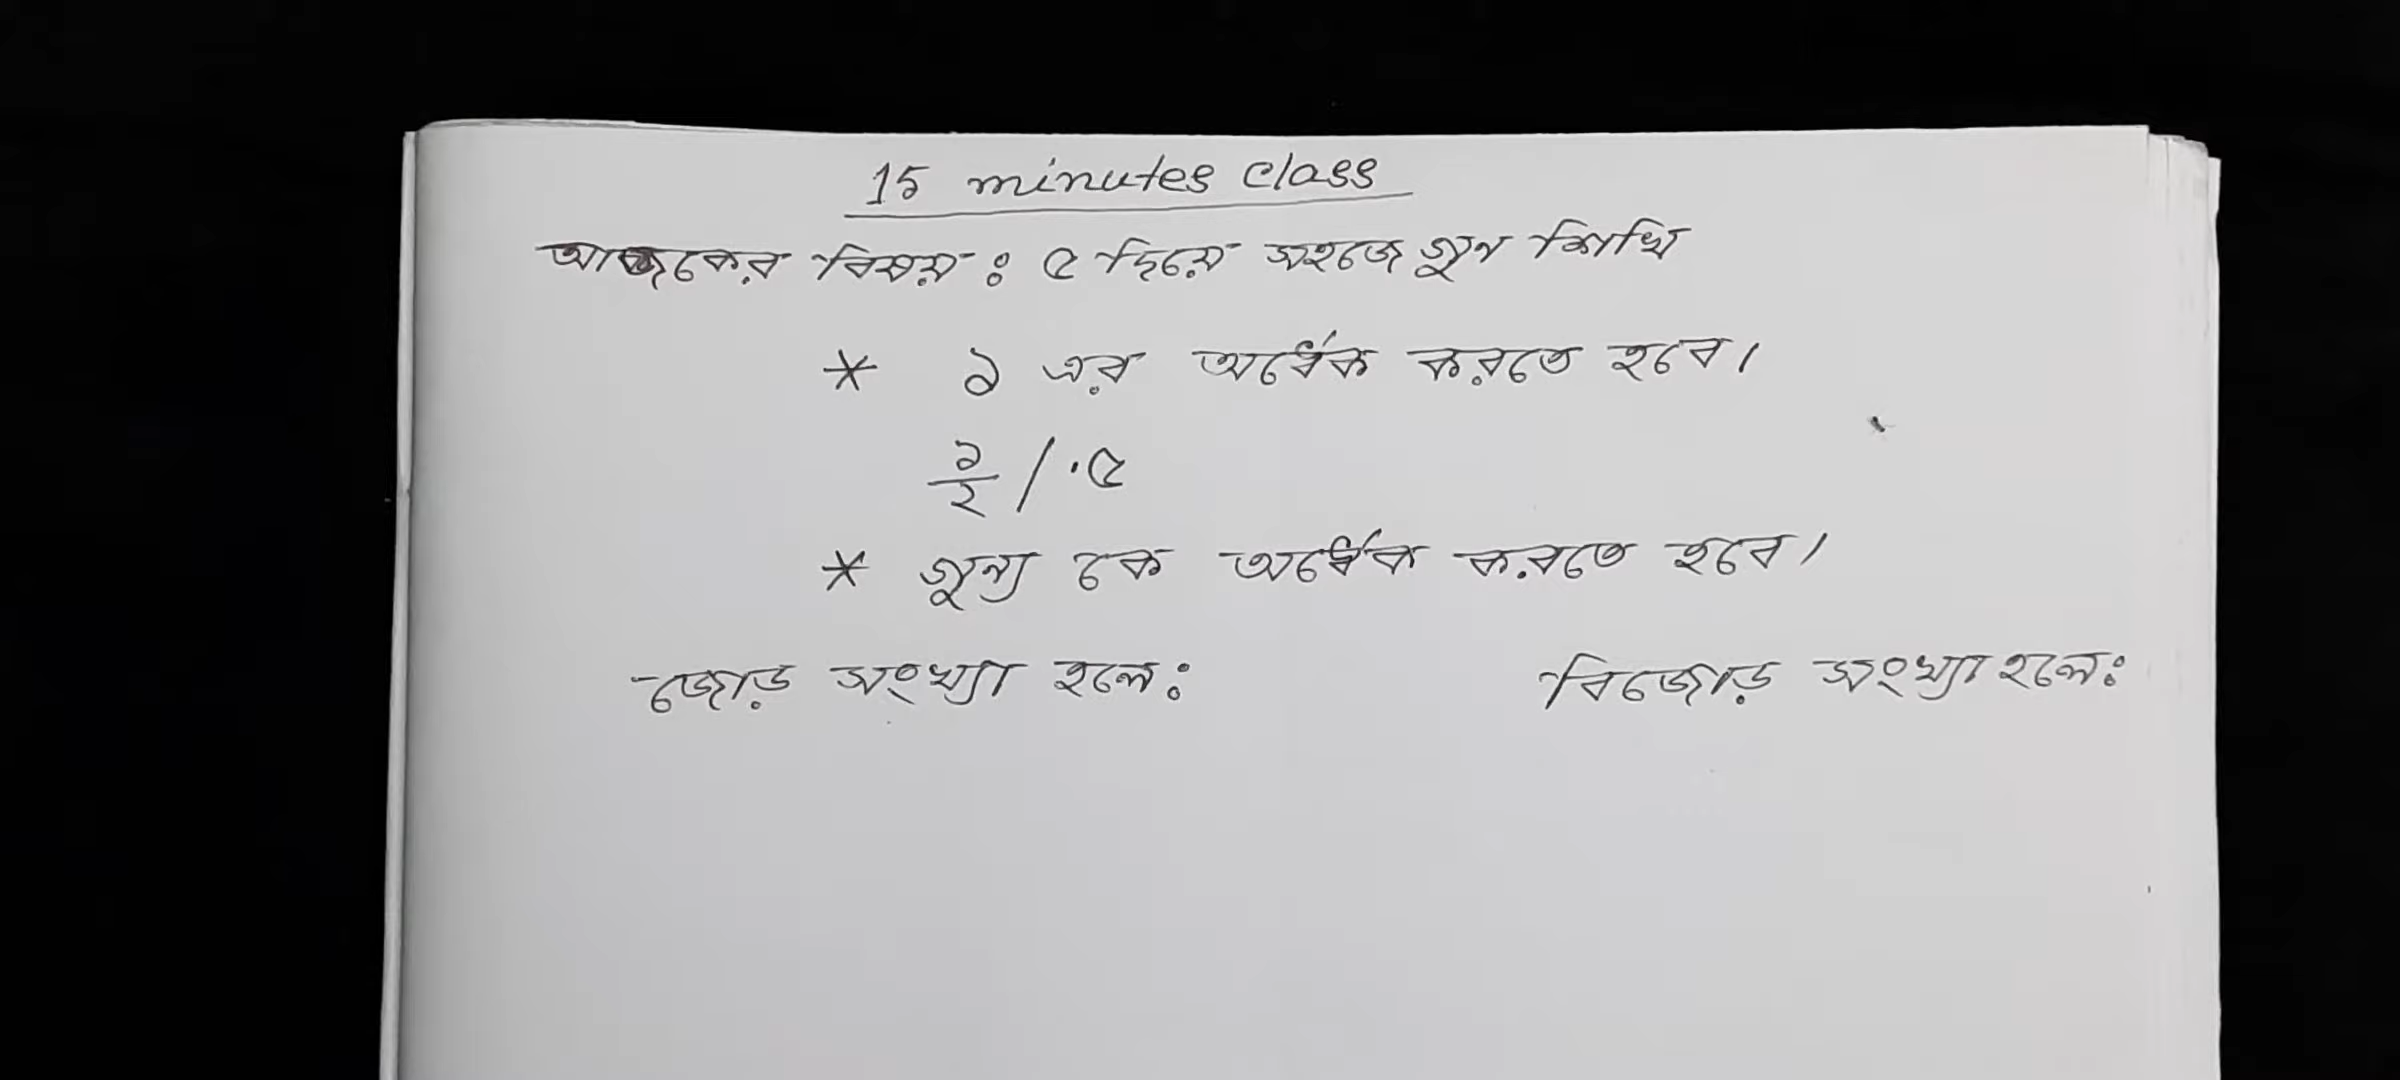 15 minutes class
আজকের বিষয়ঃ ৫ দিয়ে সহজে গুন শিখি
* ১ এর অর্ধেক করতে হবে।
১/২ / .৫
* গুন্য কে অর্ধেক করতে হবে।
জোড় সংখ্যা হলেঃ বিজোড় সংখ্যা হলেঃ